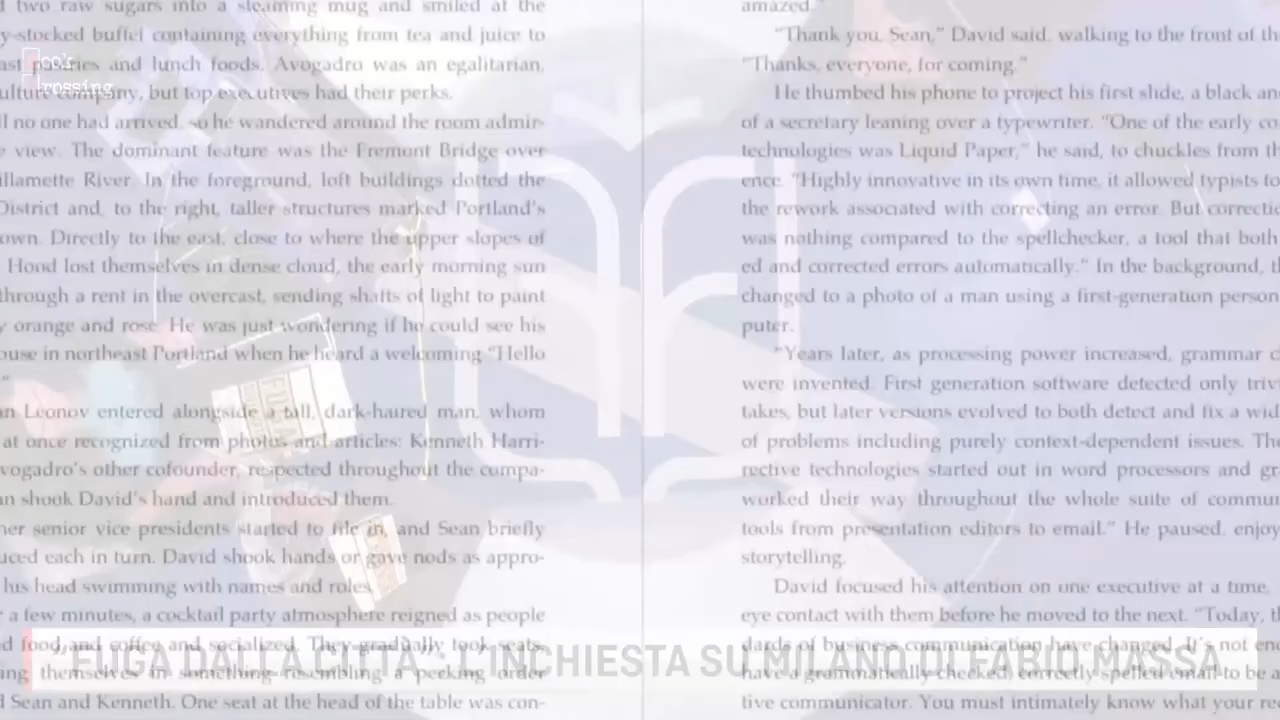 two raw sugars into a steaming mug and smiled at the
y-stocked buffet containing everything from tea and juice to
ast pastries and lunch foods. Avogadro was an egalitarian,
ulture company, but top executives had their perks.
ll no one had arrived, so he wandered around the room admir-
e view. The dominant feature was the Fremont Bridge over
illamette River. In the foreground, loft buildings dotted the
District and, to the right, taller structures marked Portland's
own. Directly to the east, close to where the upper slopes of
Hood lost themselves in dense cloud, the early morning sun
through a rent in the overcast, sending shafts of light to paint
y orange and rose. He was just wondering if he could see his
ouse in northeast Portland when he heard a welcoming “Hello
”
an Leonov entered alongside a tall, dark-haired man, whom
at once recognized from photos and articles: Kenneth Harri-
vogadro's other cofounder, respected throughout the compa-
an shook David's hand and introduced them.
her senior vice presidents started to file in, and Sean briefly
uced each in turn. David shook hands or gave nods as appro-
his head swimming with names and roles.
r a few minutes, a cocktail party atmosphere reigned as people
d food and coffee and socialized. They gradually took seats,
ing themselves in something resembling a pecking order
d Sean and Kenneth. One seat at the head of the table was con-
amazed.”
“Thank you, Sean,” David said, walking to the front of the
“Thanks, everyone, for coming.”
He thumbed his phone to project his first slide, a black an
of a secretary leaning over a typewriter. “One of the early co
technologies was Liquid Paper,” he said, to chuckles from th
ence. “Highly innovative in its own time, it allowed typists to
the rework associated with correcting an error. But correctio
was nothing compared to the spellchecker, a tool that both
ed and corrected errors automatically.” In the background, th
changed to a photo of a man using a first-generation person
puter.
“Years later, as processing power increased, grammar c
were invented. First generation software detected only triv
takes, but later versions evolved to both detect and fix a wid
of problems including purely context-dependent issues. The
rective technologies started out in word processors and gra
worked their way throughout the whole suite of commun
tools from presentation editors to email.” He paused, enjoy
storytelling.
David focused his attention on one executive at a time,
eye contact with them before he moved to the next. “Today, th
dards of business communication have changed. It's not eno
have a grammatically checked, correctly spelled email to be a
tive communicator. You must intimately know what your rec
FUGA DALLA CITTÀ : L'INCHIESTA SU MILANO DI FABIO MASSA
rossing
FUGA